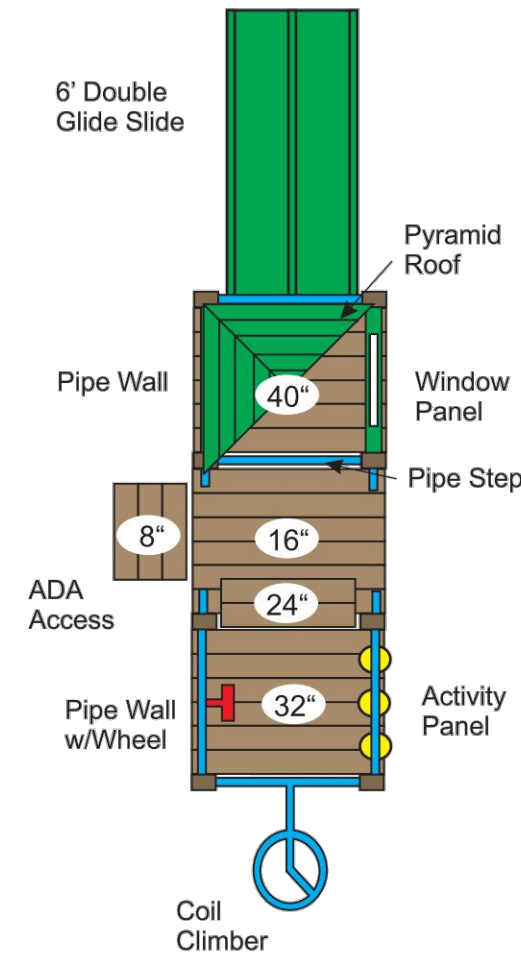 6’ Double
Glide Slide
Pyramid
Roof
Pipe Wall
40“
Window
Panel
Pipe Step
8“
16“
ADA
Access
24“
Pipe Wall
w/Wheel
32“
Activity
Panel
Coil
Climber